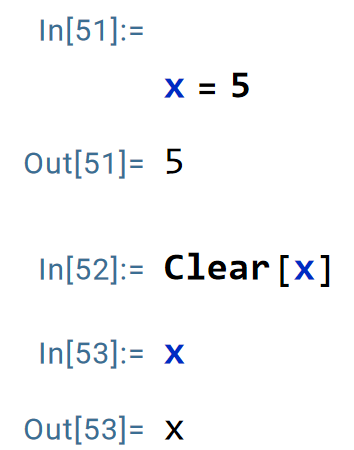 In[51]:=
x = 5
Out[51]= 5
In[52]:= Clear[x]
In[53]:= x
Out[53]= x